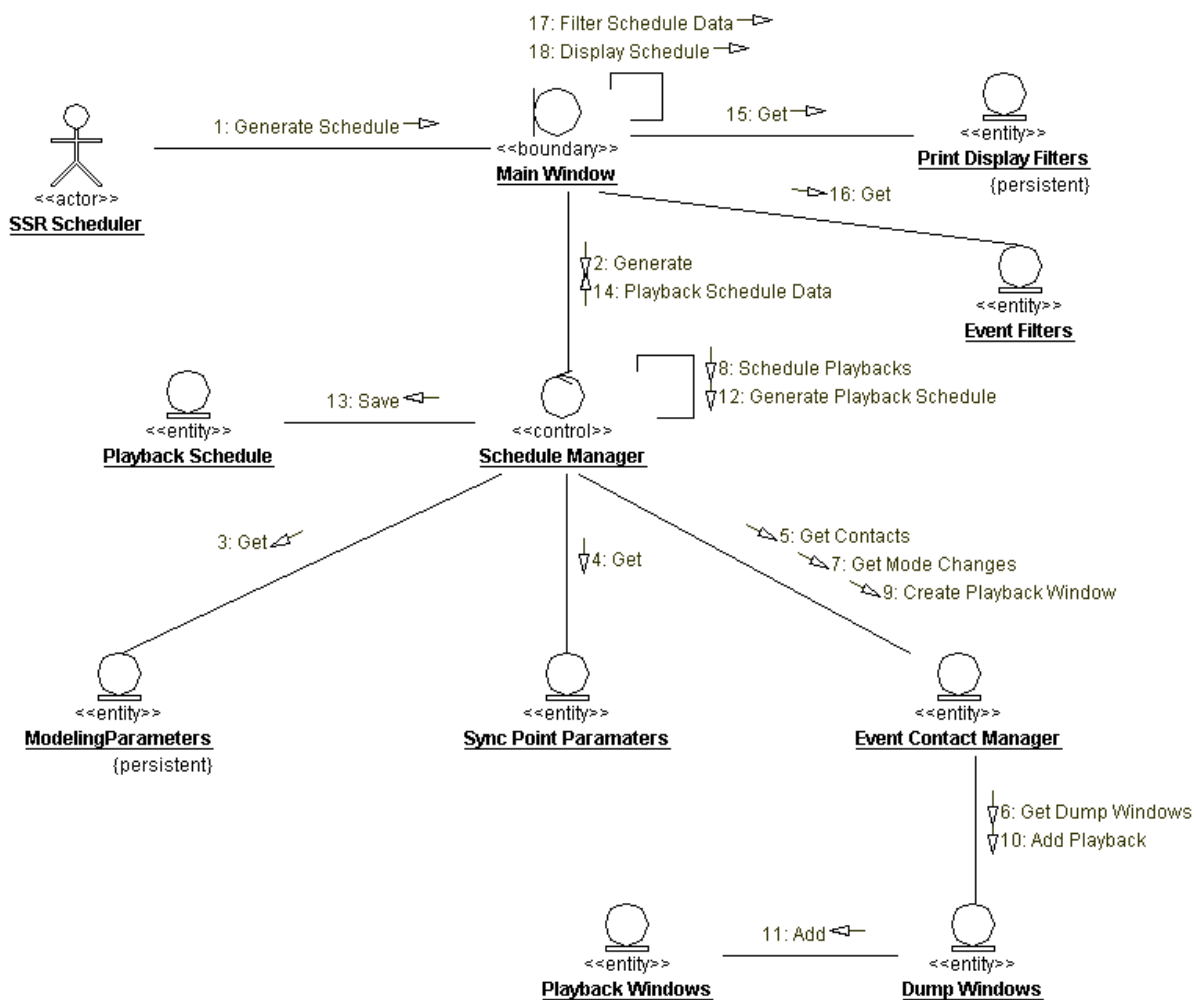 17: Filter Schedule Data
18: Display Schedule
1: Generate Schedule
15: Get
<<boundary>>
Main Window
<<entity>>
Print Display Filters
{persistent}
<<actor>>
SSR Scheduler
16: Get
2: Generate
14: Playback Schedule Data
<<entity>>
Event Filters
8: Schedule Playbacks
12: Generate Playback Schedule
13: Save
<<entity>>
Playback Schedule
<<control>>
Schedule Manager
3: Get
4: Get
5: Get Contacts
7: Get Mode Changes
9: Create Playback Window
<<entity>>
ModelingParameters
{persistent}
<<entity>>
Sync Point Paramaters
<<entity>>
Event Contact Manager
6: Get Dump Windows
10: Add Playback
11: Add
<<entity>>
Playback Windows
<<entity>>
Dump Windows